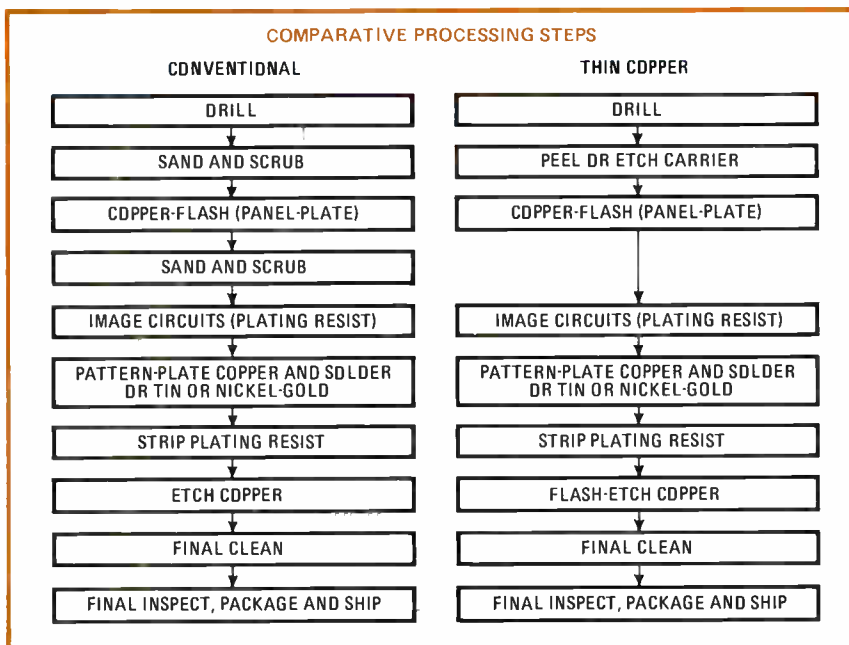 COMPARATIVE PROCESSING STEPS
CONVENTIONAL
DRILL
SAND AND SCRUB
COPPER-FLASH (PANEL-PLATE)
SAND AND SCRUB
IMAGE CIRCUITS (PLATING RESIST)
PATTERN-PLATE COPPER AND SOLDER
OR TIN OR NICKEL-GOLD
STRIP PLATING RESIST
ETCH COPPER
FINAL CLEAN
FINAL INSPECT, PACKAGE AND SHIP
THIN COPPER
DRILL
PEEL OR ETCH CARRIER
COPPER-FLASH (PANEL-PLATE)
IMAGE CIRCUITS (PLATING RESIST)
PATTERN-PLATE COPPER AND SOLDER
OR TIN OR NICKEL-GOLD
STRIP PLATING RESIST
FLASH-ETCH COPPER
FINAL CLEAN
FINAL INSPECT, PACKAGE AND SHIP